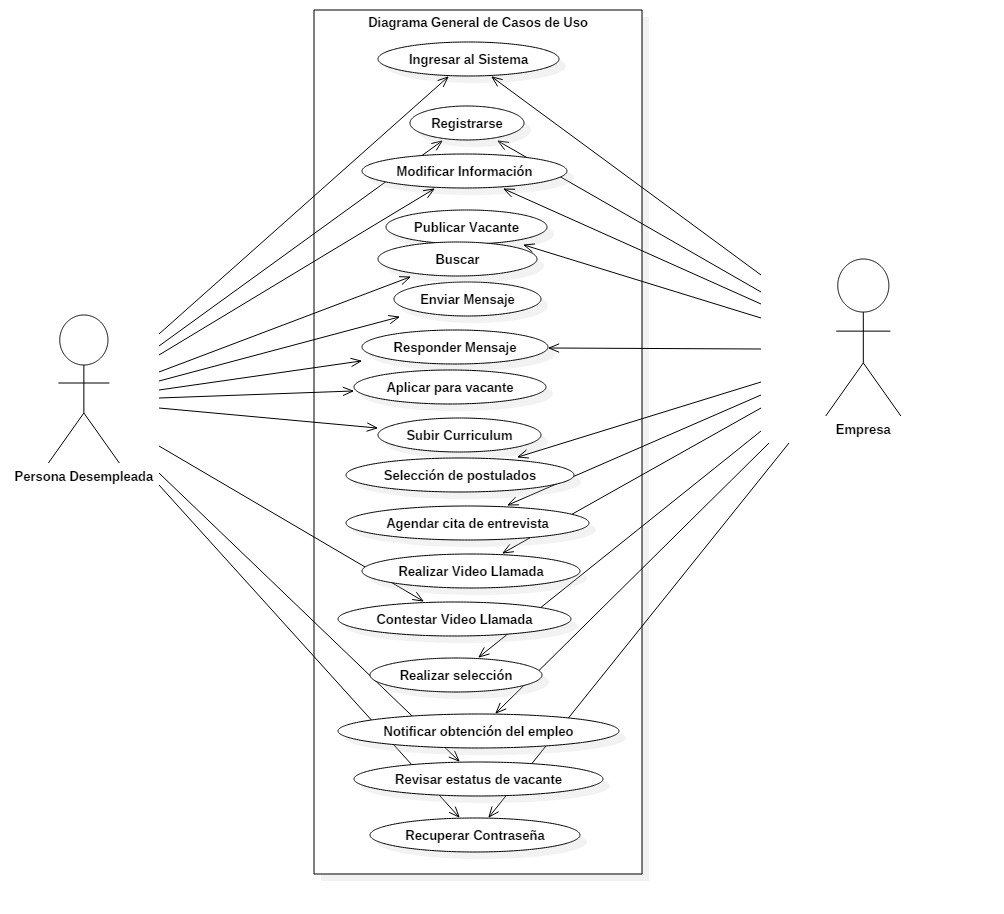 Diagrama General de Casos de Uso
Ingresar al Sistema
Registrarse
Modificar Información
Publicar Vacante
Buscar
Enviar Mensaje
Responder Mensaje
Aplicar para vacante
Subir Curriculum
Selección de postulados
Agendar cita de entrevista
Realizar Video Llamada
Contestar Video Llamada
Realizar selección
Notificar obtención del empleo
Revisar estatus de vacante
Recuperar Contraseña
Persona Desempleada
Empresa